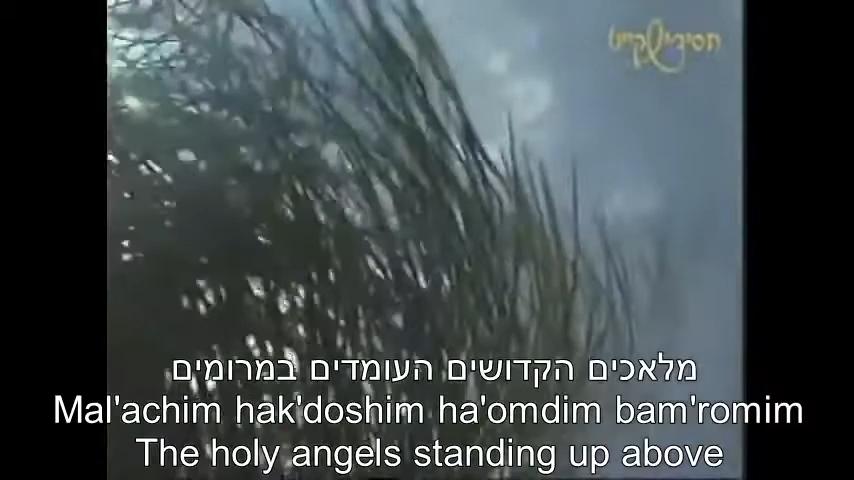 מלאכים הקדושים העומדים במרומים
Mal'achim hak'doshim ha'omdim bam'romim
The holy angels standing up above